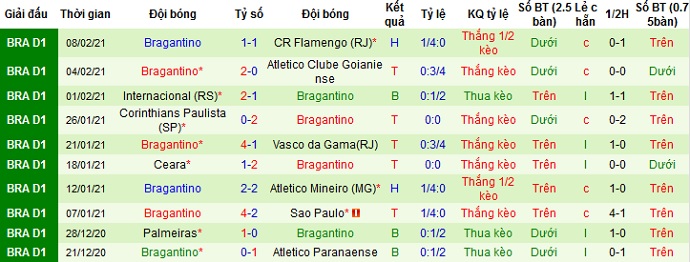 Giải đấu Thời gian Đội bóng Tỷ số Đội bóng Kết quả Tỷ lệ KQ tỷ lệ Số BT (2.5 bàn) Lẻ c hẵn 1/2H Số BT (0.7 5bàn)
BRA D1 08/02/21 Bragantino 1-1 CR Flamengo (RJ)* H 1/4:0 Thắng 1/2 kèo Dưới c 0-1 Trên
BRA D1 04/02/21 Bragantino* 2-0 Atletico Clube Goianie nse T 0:3/4 Thắng kèo Dưới c 0-0 Dưới
BRA D1 01/02/21 Internacional (RS)* 2-1 Bragantino B 0:1/2 Thua kèo Trên l 1-1 Trên
BRA D1 26/01/21 Corinthians Paulista (SP)* 0-2 Bragantino T 0:0 Thắng kèo Dưới c 0-2 Trên
BRA D1 21/01/21 Bragantino* 4-1 Vasco da Gama(RJ) T 0:3/4 Thắng kèo Trên l 1-0 Trên
BRA D1 18/01/21 Ceara* 1-2 Bragantino T 0:0 Thắng kèo Trên l 0-0 Dưới
BRA D1 12/01/21 Bragantino 2-2 Atletico Mineiro (MG)* H 1/4:0 Thắng 1/2 kèo Trên c 1-0 Trên
BRA D1 07/01/21 Bragantino 4-2 Sao Paulo* T 1/4:0 Thắng kèo Trên c 4-1 Trên
BRA D1 28/12/20 Palmeiras* 1-0 Bragantino B 0:1/2 Thua kèo Dưới l 1-0 Trên
BRA D1 21/12/20 Bragantino* 0-1 Atletico Paranaense B 0:1/2 Thua kèo Dưới l 0-1 Trên